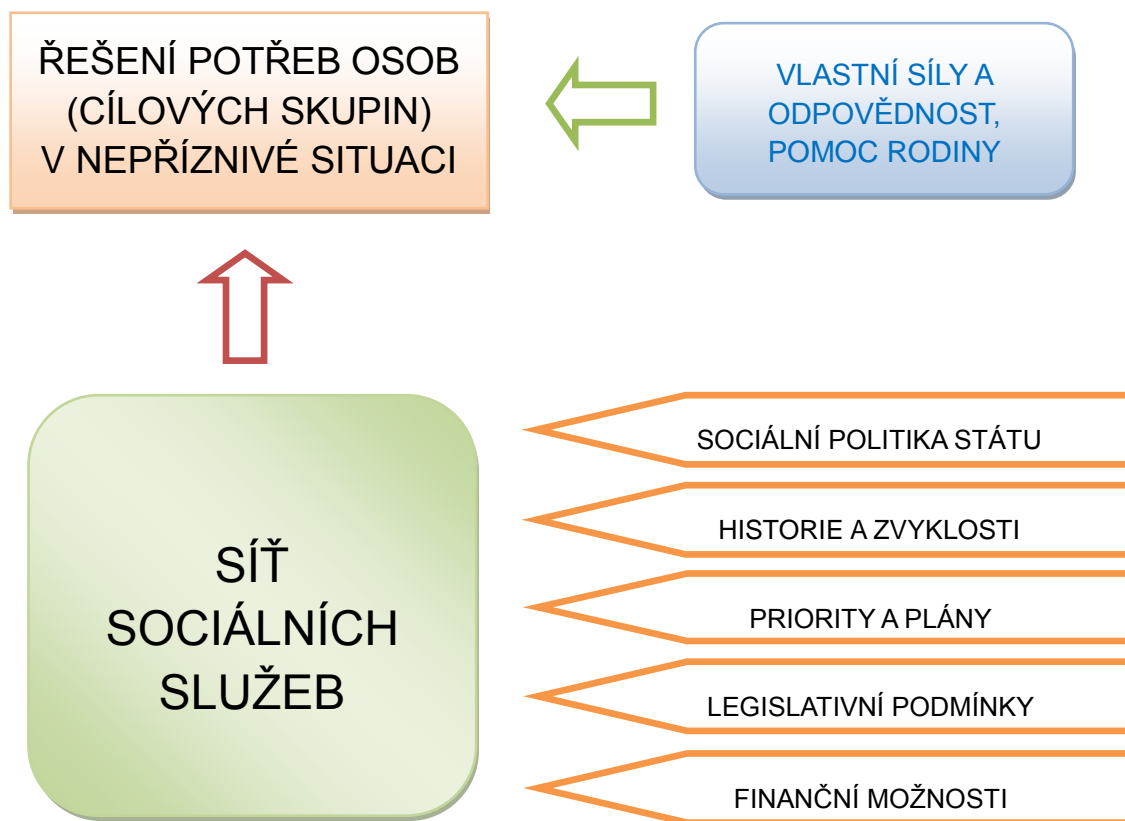 ŘEŠENÍ POTŘEB OSOB
(CÍLOVÝCH SKUPIN)
V NEPŘÍZNIVÉ SITUACI
VLASTNÍ SÍLY A
ODPOVĚDNOST,
POMOC RODINY
SÍŤ
SOCIÁLNÍCH
SLUŽEB
SOCIÁLNÍ POLITIKA STÁTU
HISTORIE A ZVYKLOSTI
PRIORITY A PLÁNY
LEGISLATIVNÍ PODMÍNKY
FINANČNÍ MOŽNOSTI